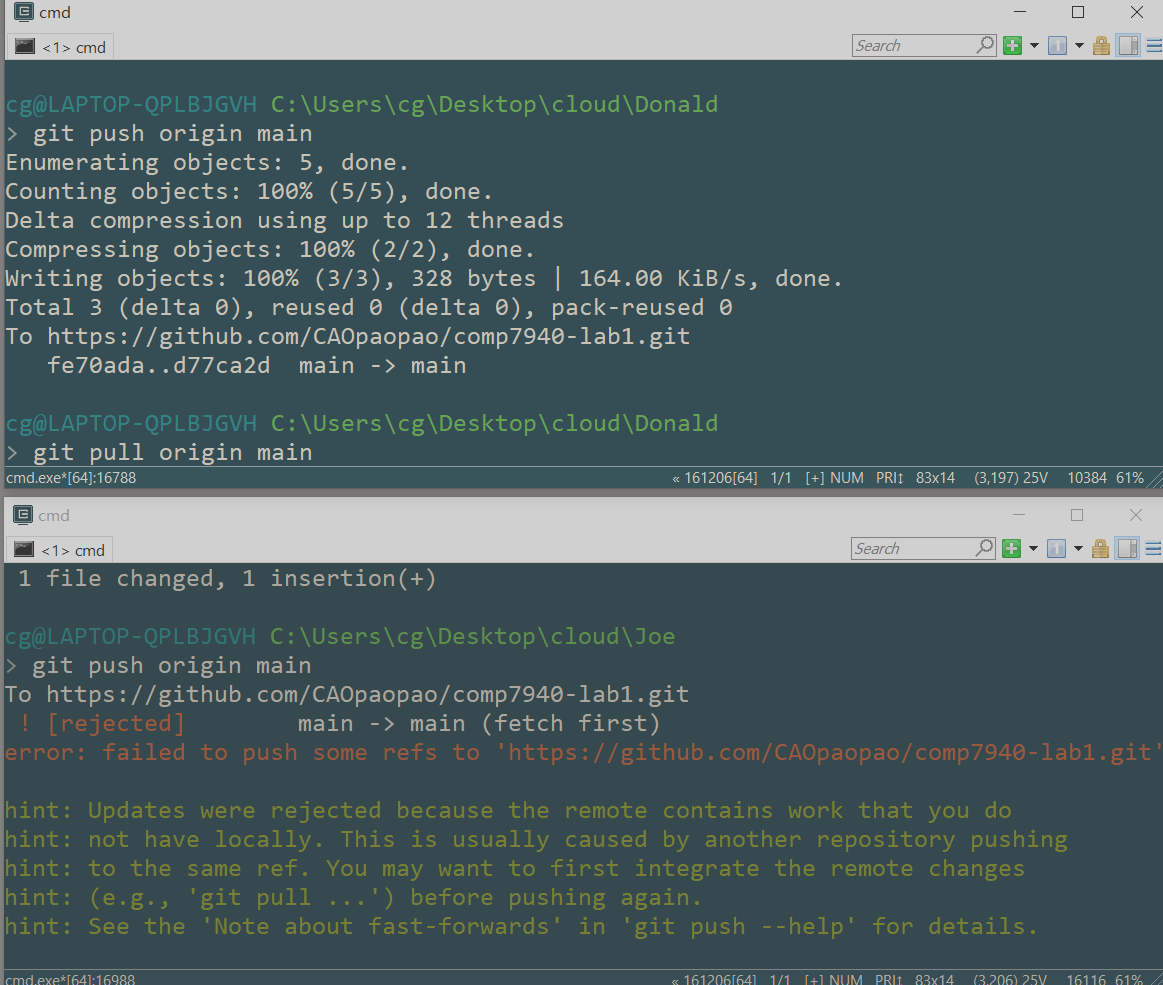 cmd
<1> cmd
Search
cg@LAPTOP-QPLBJGVH C:\Users\cg\Desktop\cloud\Donald
> git push origin main
Enumerating objects: 5, done.
Counting objects: 100% (5/5), done.
Delta compression using up to 12 threads
Compressing objects: 100% (2/2), done.
Writing objects: 100% (3/3), 328 bytes | 164.00 KiB/s, done.
Total 3 (delta 0), reused 0 (delta 0), pack-reused 0
To https://github.com/CAOpaopao/comp7940-lab1.git
   fe70ada..d77ca2d  main -> main
cg@LAPTOP-QPLBJGVH C:\Users\cg\Desktop\cloud\Donald
> git pull origin main
cmd.exe*[64]:16788 « 161206[64] 1/1 [+] NUM PRI↕ 83x14 (3,197) 25V 10384 61%
cmd
<1> cmd
Search
 1 file changed, 1 insertion(+)
cg@LAPTOP-QPLBJGVH C:\Users\cg\Desktop\cloud\Joe
> git push origin main
To https://github.com/CAOpaopao/comp7940-lab1.git
 ! [rejected]        main -> main (fetch first)
error: failed to push some refs to 'https://github.com/CAOpaopao/comp7940-lab1.git'
hint: Updates were rejected because the remote contains work that you do
hint: not have locally. This is usually caused by another repository pushing
hint: to the same ref. You may want to first integrate the remote changes
hint: (e.g., 'git pull ...') before pushing again.
hint: See the 'Note about fast-forwards' in 'git push --help' for details.
cmd.exe*[64]:16988 « 161206[64] 1/1 [+] NUM PRI↕ 83x14 (3,206) 25V 16116 61%